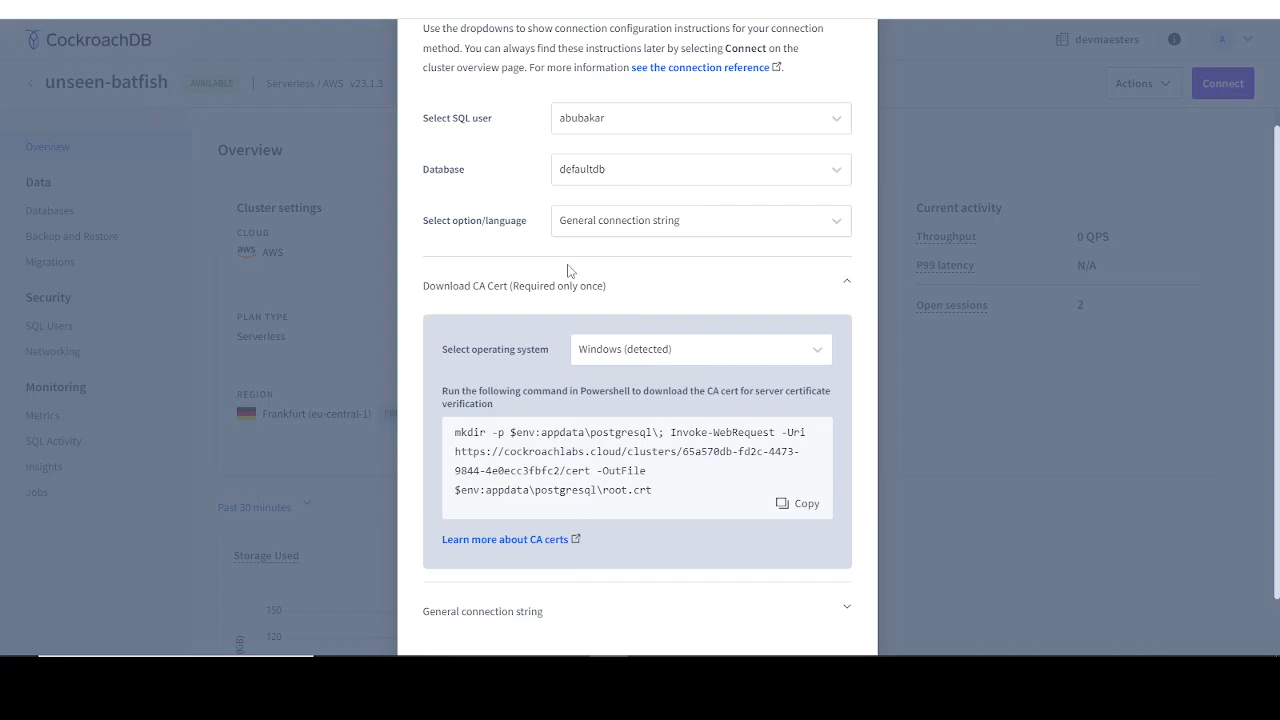 Use the dropdowns to show connection configuration instructions for your connection
method. You can always find these instructions later by selecting Connect on the
cluster overview page. For more information see the connection reference.
CockroachDB
devmaesters
A
unseen-batfish
AVAILABLE
Serverless / AWS v23.1.3
Actions
Connect
Select SQL user
abubakar
Database
defaultdb
Select option/language
General connection string
Download CA Cert (Required only once)
Select operating system
Windows (detected)
Run the following command in Powershell to download the CA cert for server certificate
verification
mkdir -p $env:appdata\postgresql\; Invoke-WebRequest -Uri
https://cockroachlabs.cloud/clusters/65a570db-fd2c-4473-
9844-4e0ecc3fbfc2/cert -OutFile
$env:appdata\postgresql\root.crt
Copy
Learn more about CA certs
General connection string
Overview
Data
Databases
Backup and Restore
Migrations
Security
SQL Users
Networking
Monitoring
Metrics
SQL Activity
Insights
Jobs
Overview
Cluster settings
CLOUD
aws AWS
PLAN TYPE
Serverless
REGION
Frankfurt (eu-central-1)
Past 30 minutes
Storage Used
150
120
(GiB)
Current activity
Throughput
0 QPS
P99 latency
N/A
Open sessions
2